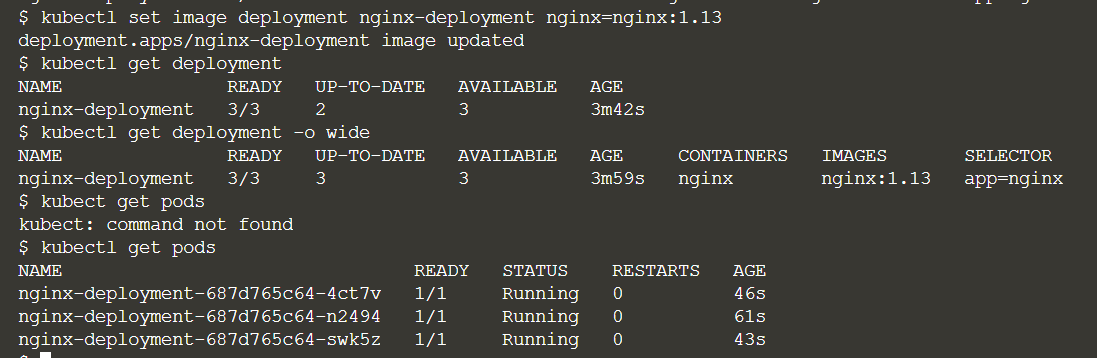 $ kubectl set image deployment nginx-deployment nginx=nginx:1.13
deployment.apps/nginx-deployment image updated
$ kubectl get deployment
NAME READY UP-TO-DATE AVAILABLE AGE
nginx-deployment 3/3 2 3 3m42s
$ kubectl get deployment -o wide
NAME READY UP-TO-DATE AVAILABLE AGE CONTAINERS IMAGES SELECTOR
nginx-deployment 3/3 3 3 3m59s nginx nginx:1.13 app=nginx
$ kubect get pods
kubect: command not found
$ kubectl get pods
NAME READY STATUS RESTARTS AGE
nginx-deployment-687d765c64-4ct7v 1/1 Running 0 46s
nginx-deployment-687d765c64-n2494 1/1 Running 0 61s
nginx-deployment-687d765c64-swk5z 1/1 Running 0 43s
$